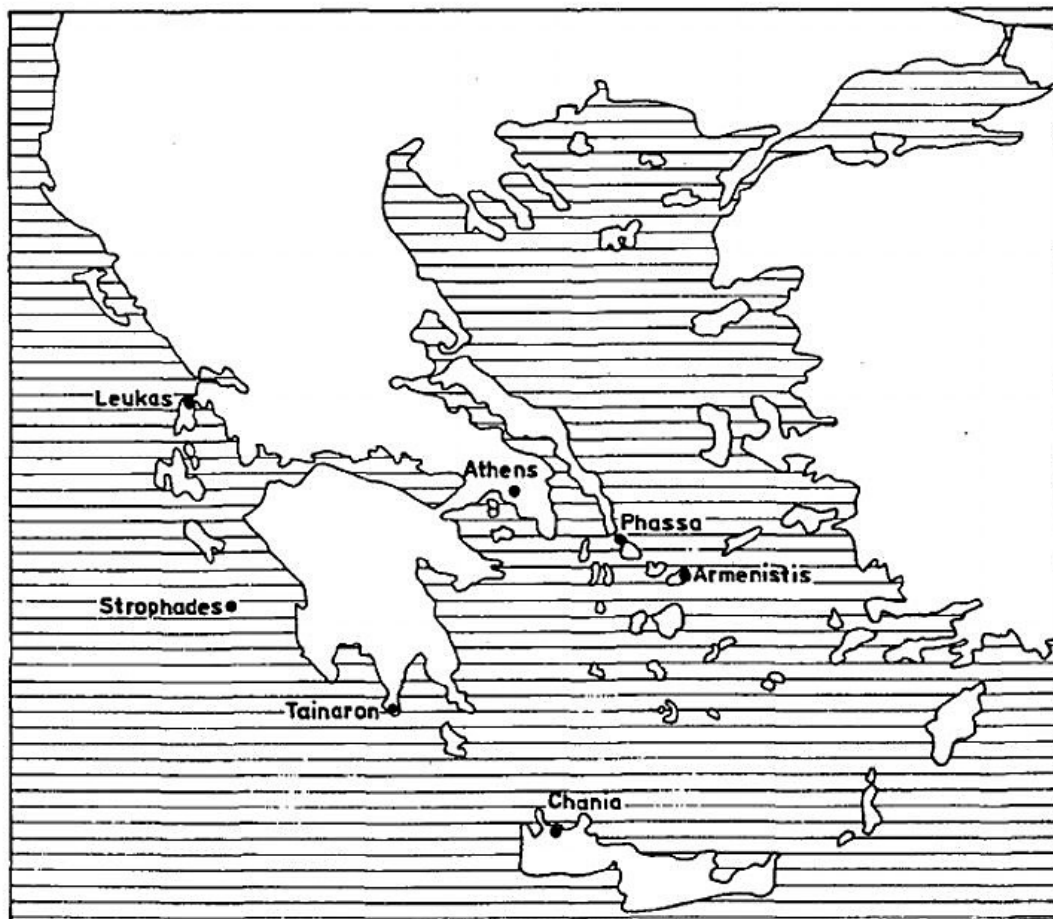 Leukas
Athens
Phassa
Armenistis
Strophades
Tainaron
Chania